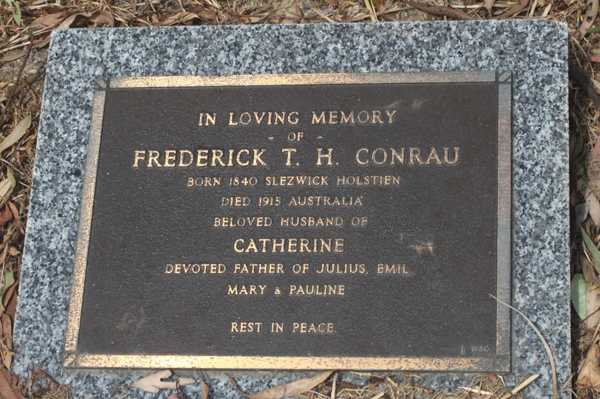 IN LOVING MEMORY
- OF -
FREDERICK T. H. CONRAU
BORN 1840 SLEZWICK HOLSTIEN
DIED 1915 AUSTRALIA
BELOVED HUSBAND OF
CATHERINE
DEVOTED FATHER OF JULIUS, EMIL,
MARY & PAULINE
REST IN PEACE